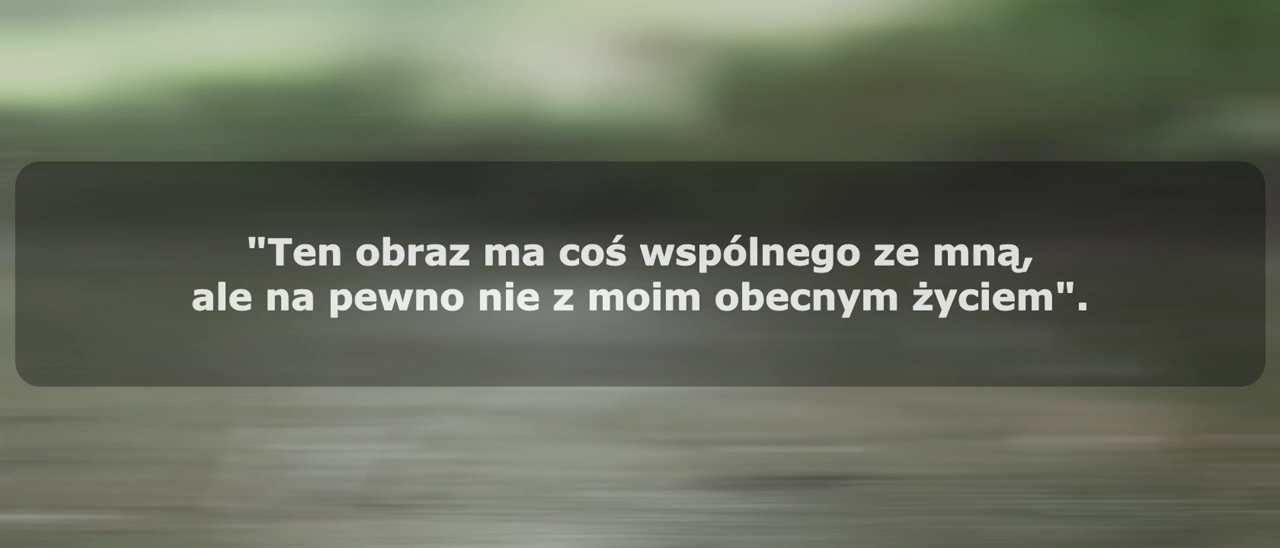 "Ten obraz ma coś wspólnego ze mną,
ale na pewno nie z moim obecnym życiem".